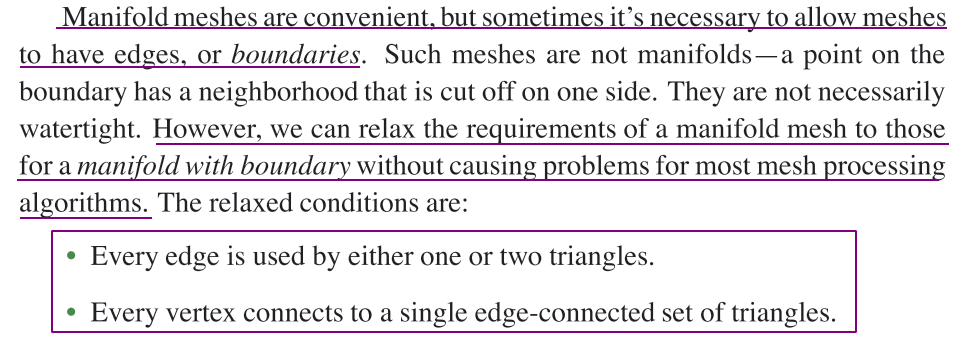 Manifold meshes are convenient, but sometimes it’s necessary to allow meshes
to have edges, or boundaries. Such meshes are not manifolds—a point on the
boundary has a neighborhood that is cut off on one side. They are not necessarily
watertight. However, we can relax the requirements of a manifold mesh to those
for a manifold with boundary without causing problems for most mesh processing
algorithms. The relaxed conditions are:
• Every edge is used by either one or two triangles.
• Every vertex connects to a single edge-connected set of triangles.